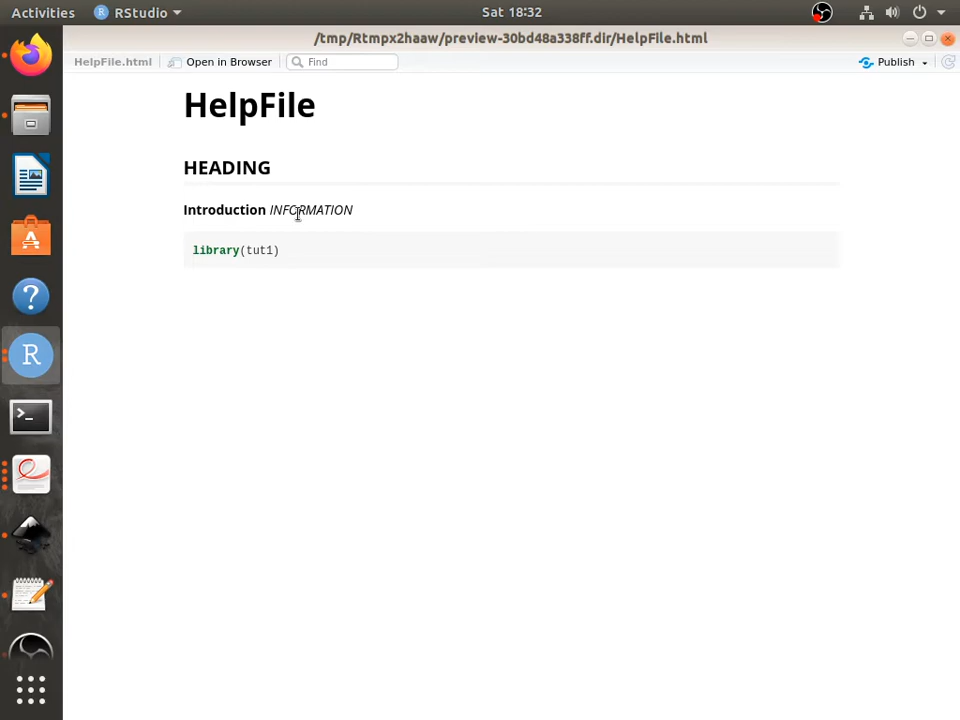 Activities
RStudio
Sat 18:32
/tmp/Rtmpx2haaw/preview-30bd48a338ff.dir/HelpFile.html
HelpFile.html
Open in Browser
Find
Publish
HelpFile
HEADING
Introduction INFORMATION
library(tut1)
R
?
>_